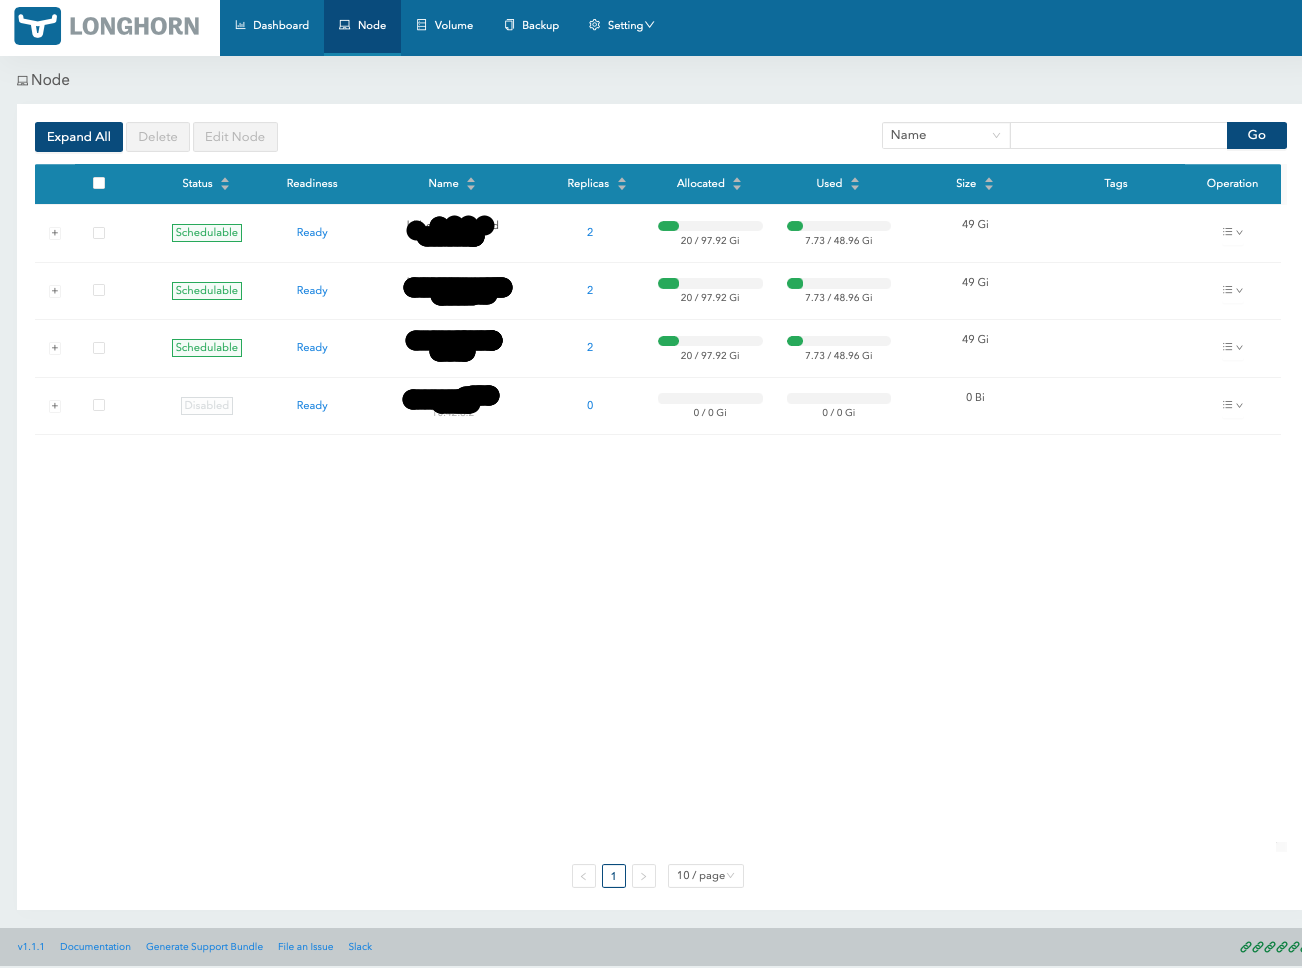 LONGHORN
Dashboard Node Volume Backup Setting
Node
Expand All Delete Edit Node Name Go
Status Readiness Name Replicas Allocated Used Size Tags Operation
+ Schedulable Ready 2 20 / 97.92 Gi 7.73 / 48.96 Gi 49 Gi
+ Schedulable Ready 2 20 / 97.92 Gi 7.73 / 48.96 Gi 49 Gi
+ Schedulable Ready 2 20 / 97.92 Gi 7.73 / 48.96 Gi 49 Gi
+ Disabled Ready 0 0 / 0 Gi 0 / 0 Gi 0 Bi
< 1 > 10 / page
v1.1.1 Documentation Generate Support Bundle File an Issue Slack